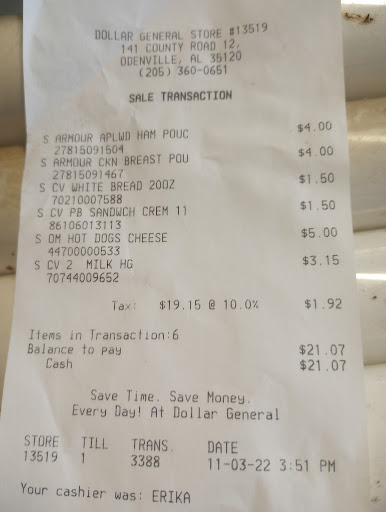 DOLLAR GENERAL STORE #13519
141 COUNTY ROAD 12,
ODENVILLE, AL 35120
(205) 360-0651
SALE TRANSACTION
S ARMOUR APLWD HAM POUC $4.00
27815091504
S ARMOUR CKN BREAST POU $4.00
27815091467
S CV WHITE BREAD 20OZ $1.50
70210007588
S CV PB SANDWCH CREM 11 $1.50
86106013113
S OM HOT DOGS CHEESE $5.00
44700000533
S CV 2 MILK HG $3.15
70744009652
Tax: $19.15 @ 10.0% $1.92
Items in Transaction:6
Balance to pay $21.07
Cash $21.07
Save Time. Save Money.
Every Day! At Dollar General
STORE TILL TRANS. DATE
13519 1 3388 11-03-22 3:51 PM
Your cashier was: ERIKA